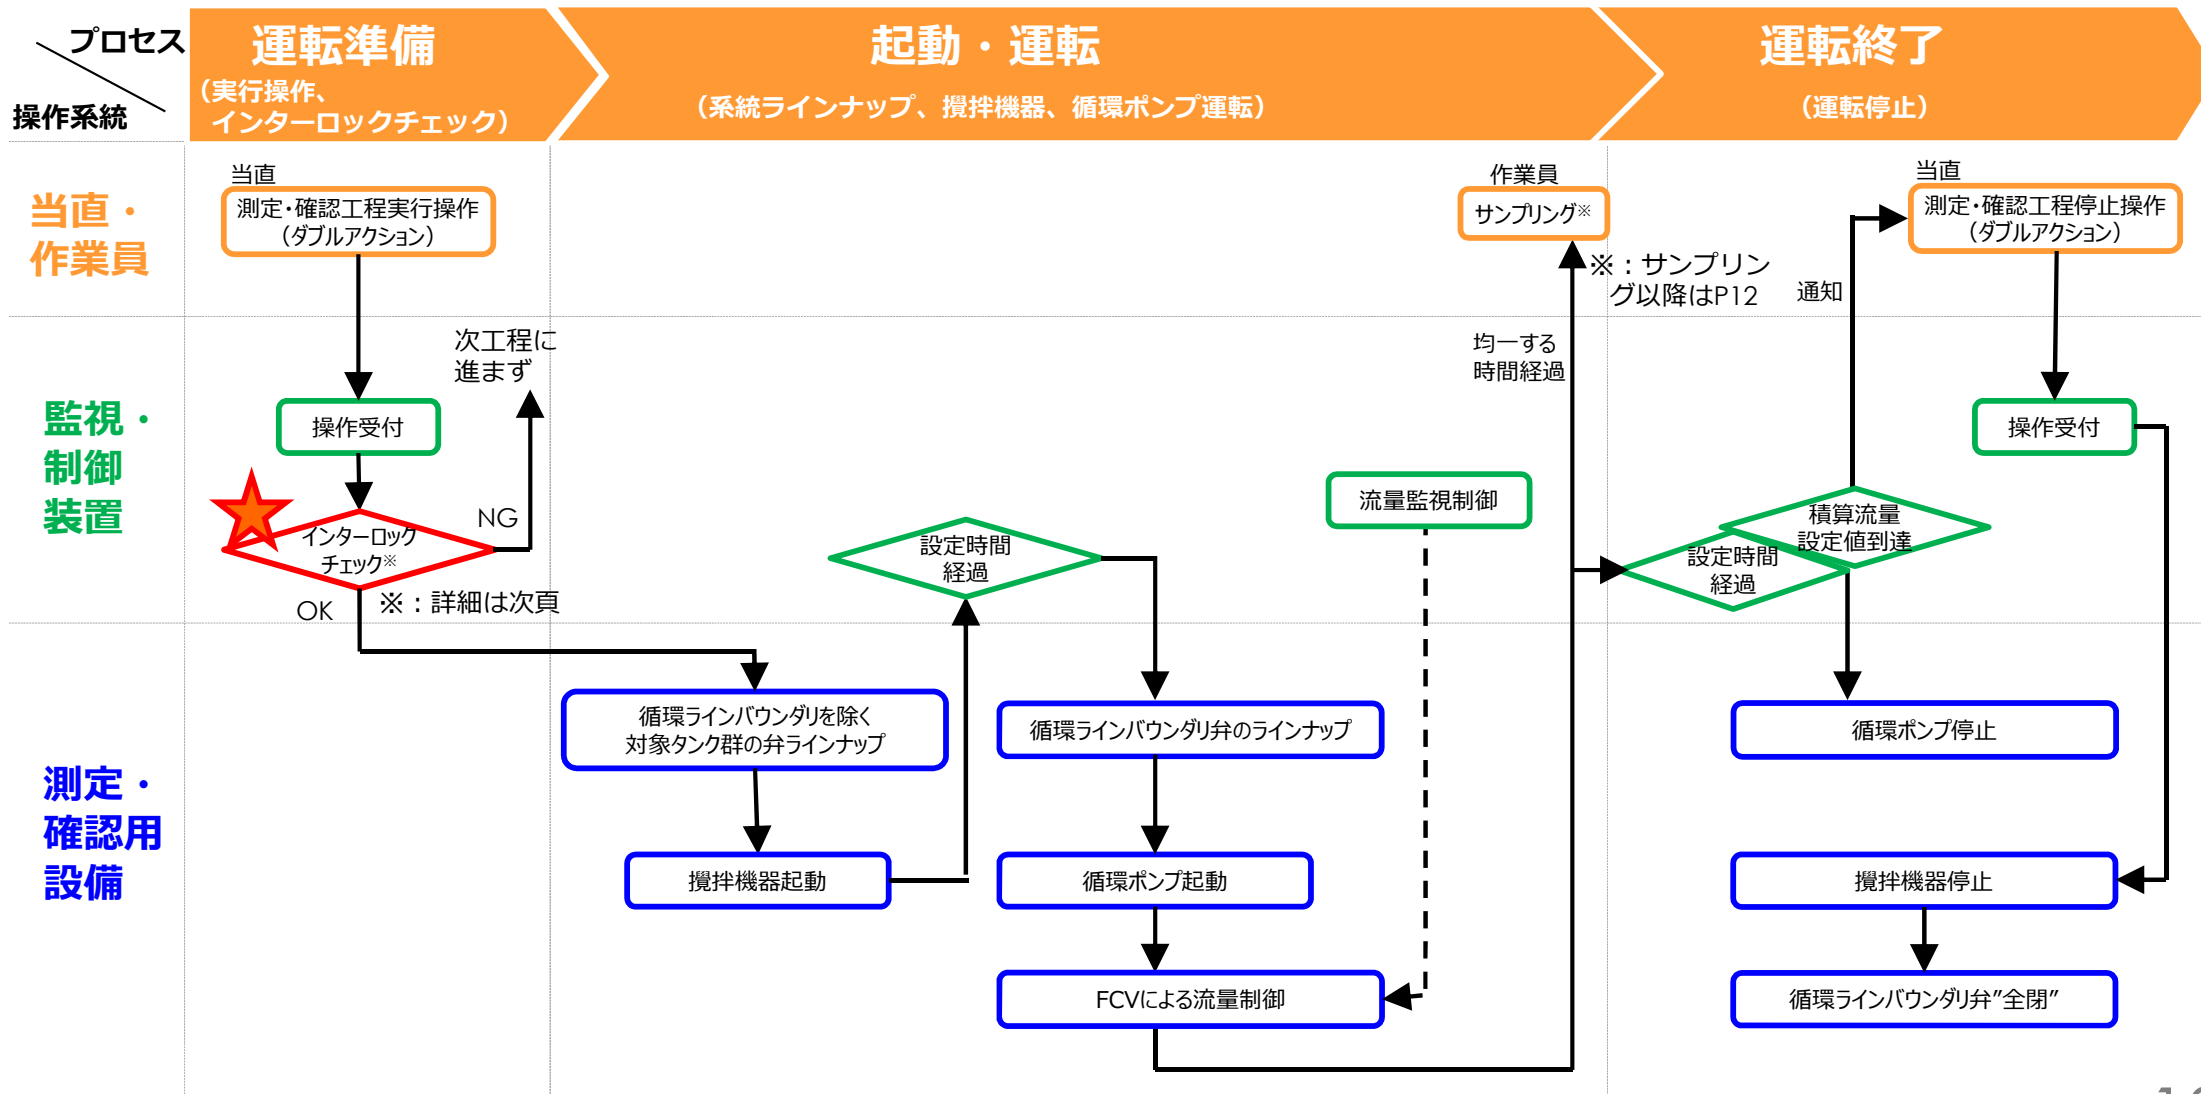 プロセス
操作系統
運転準備
（実行操作、
インターロックチェック）
起動・運転
（系統ラインナップ、攪拌機器、循環ポンプ運転）
運転終了
（運転停止）
当直・
作業員
当直
測定・確認工程実行操作
（ダブルアクション）
作業員
サンプリング※
※：サンプリン
グ以降はP12
通知
当直
測定・確認工程停止操作
（ダブルアクション）
監視・
制御
装置
次工程に
進まず
操作受付
NG
インターロック
チェック※
OK
※：詳細は次頁
設定時間
経過
流量監視制御
均一する
時間経過
積算流量
設定値到達
設定時間
経過
操作受付
測定・
確認用
設備
循環ラインバウンダリを除く
対象タンク群の弁ラインナップ
攪拌機器起動
循環ラインバウンダリ弁のラインナップ
循環ポンプ起動
FCVによる流量制御
循環ポンプ停止
攪拌機器停止
循環ラインバウンダリ弁”全閉”